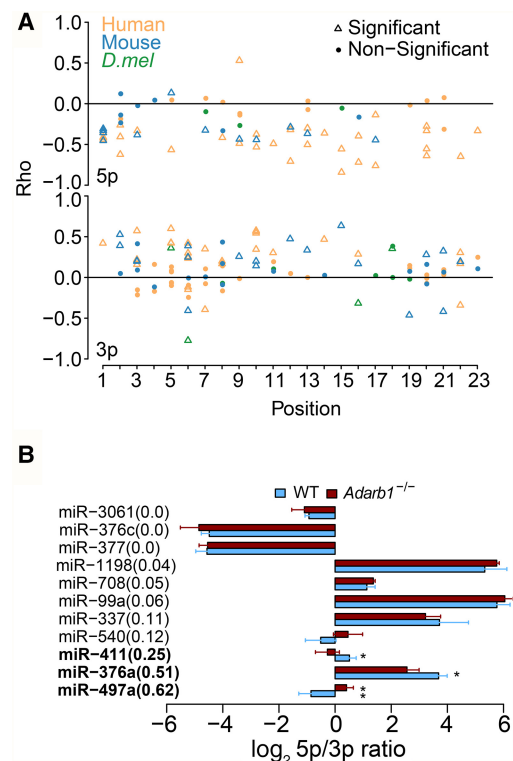 A
Human
Mouse
D.mel
△ Significant
• Non−Significant
Rho
1.0
0.5
0.0
−0.5
−1.0
5p
1.0
0.5
0.0
−0.5
−1.0
3p
1 3 5 7 9 11 13 15 17 19 21 23
Position
B
WT Adarb1−/−
miR−3061(0.0)
miR−376c(0.0)
miR−377(0.0)
miR−1198(0.04)
miR−708(0.05)
miR−99a(0.06)
miR−337(0.11)
miR−540(0.12)
miR−411(0.25) *
miR−376a(0.51) *
miR−497a(0.62) *
*
−6 −4 −2 0 2 4 6
log2 5p/3p ratio